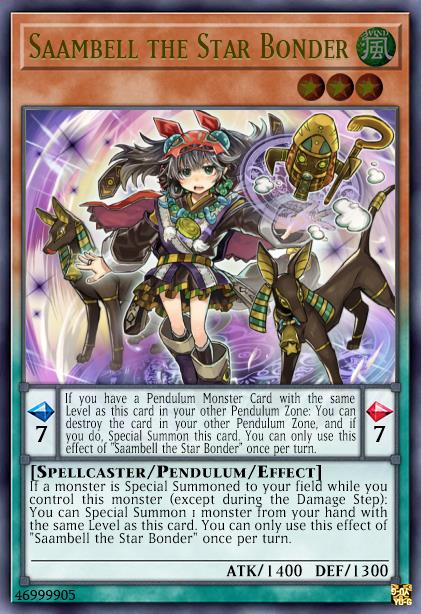 Saambell the Star Bonder
WIND
風
If you have a Pendulum Monster Card with the same
Level as this card in your other Pendulum Zone: You can
destroy the card in your other Pendulum Zone, and if
you do, Special Summon this card. You can only use this
effect of "Saambell the Star Bonder" once per turn.
7
7
[Spellcaster/Pendulum/Effect]
If a monster is Special Summoned to your field while you
control this monster (except during the Damage Step):
You can Special Summon 1 monster from your hand with
the same Level as this card. You can only use this effect of
"Saambell the Star Bonder" once per turn.
ATK/1400 DEF/1300
46999905